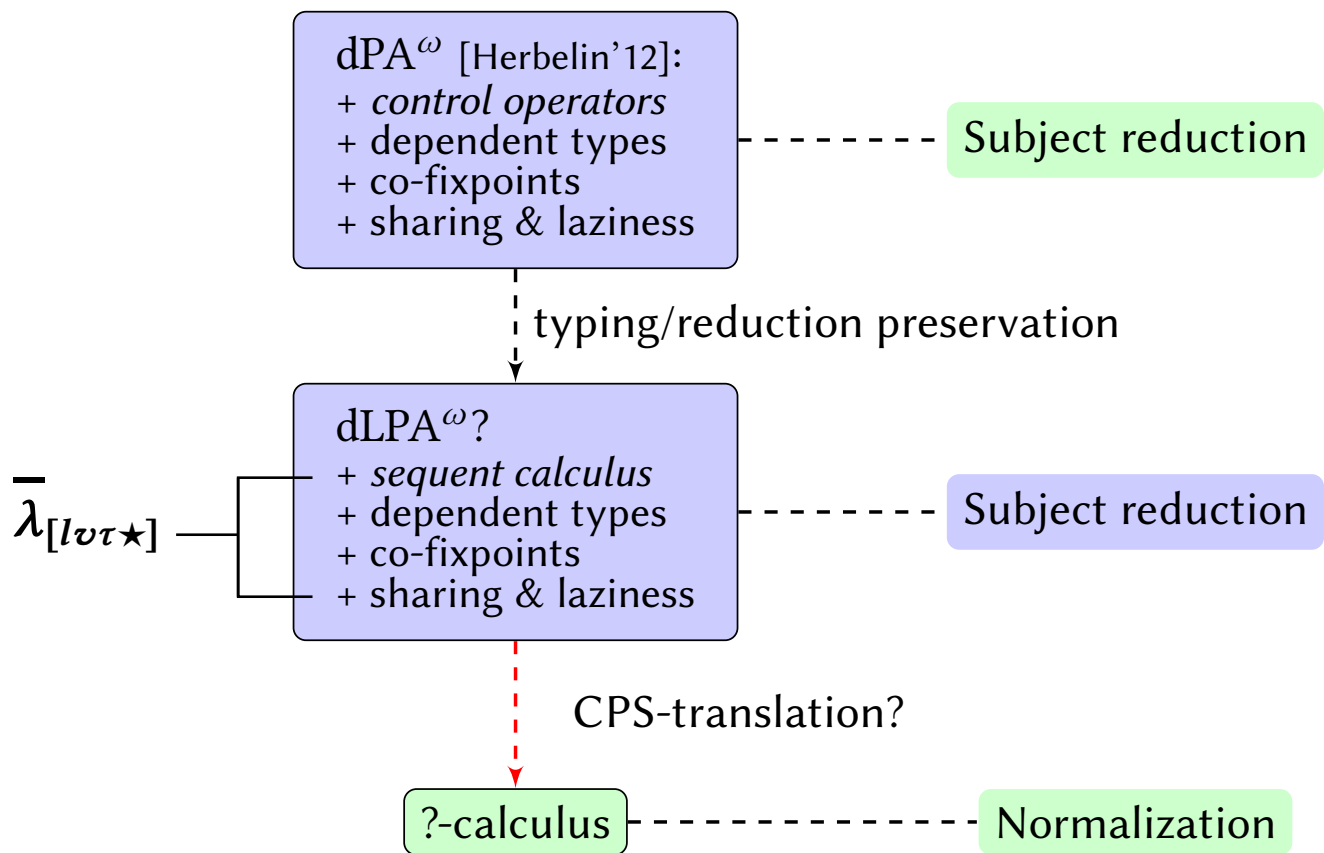 dPA^ω [Herbelin'12]:
+ control operators
+ dependent types
+ co-fixpoints
+ sharing & laziness
Subject reduction
typing/reduction preservation
dLPA^ω?
+ sequent calculus
+ dependent types
+ co-fixpoints
+ sharing & laziness
λ̅[lvτ★]
Subject reduction
CPS-translation?
?-calculus
Normalization